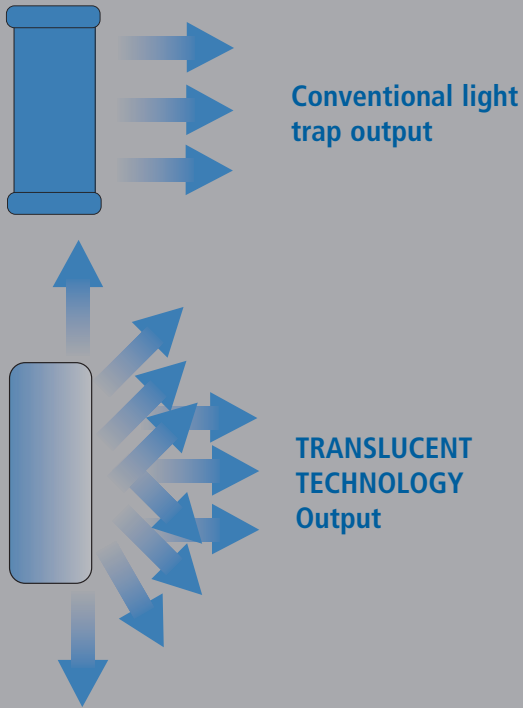 Conventional light
trap output
TRANSLUCENT
TECHNOLOGY
Output